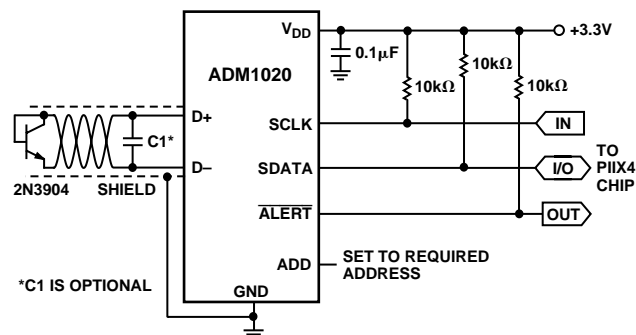 V_DD
+3.3V
0.1µF
ADM1020
10kΩ
10kΩ
10kΩ
D+
C1*
SCLK
IN
D–
SDATA
I/O
TO
PIIX4
CHIP
2N3904
SHIELD
ALERT
OUT
ADD
SET TO REQUIRED
ADDRESS
*C1 IS OPTIONAL
GND